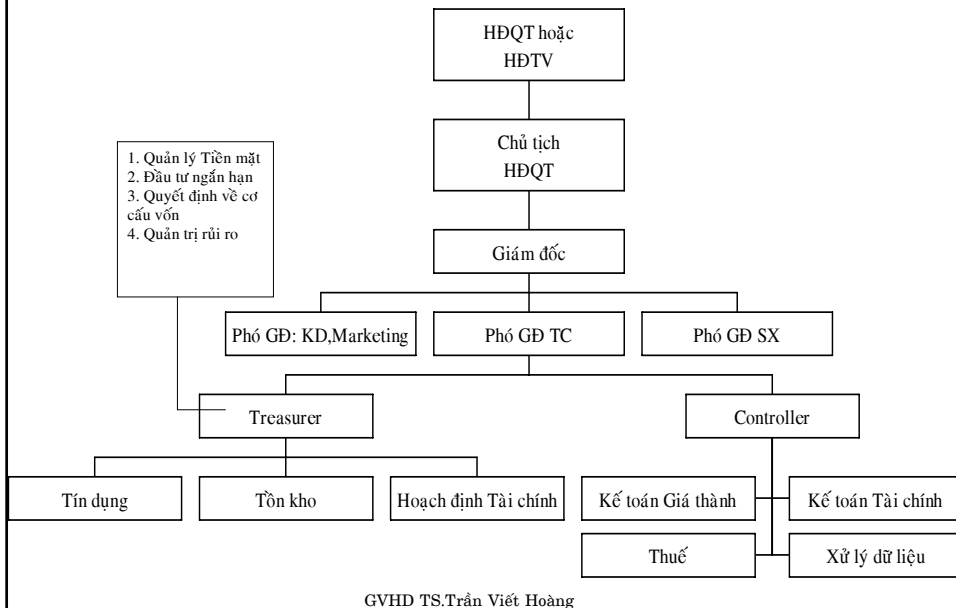 HĐQT hoặc
HĐTV
Chủ tịch
HĐQT
1. Quản lý Tiền mặt
2. Đầu tư ngắn hạn
3. Quyết định về cơ
cấu vốn
4. Quản trị rủi ro
Giám đốc
Phó GĐ: KD,Marketing
Phó GĐ TC
Phó GĐ SX
Treasurer
Controller
Tín dụng
Tồn kho
Hoạch định Tài chính
Kế toán Giá thành
Kế toán Tài chính
Thuế
Xử lý dữ liệu
GVHD TS.Trần Viết Hoàng